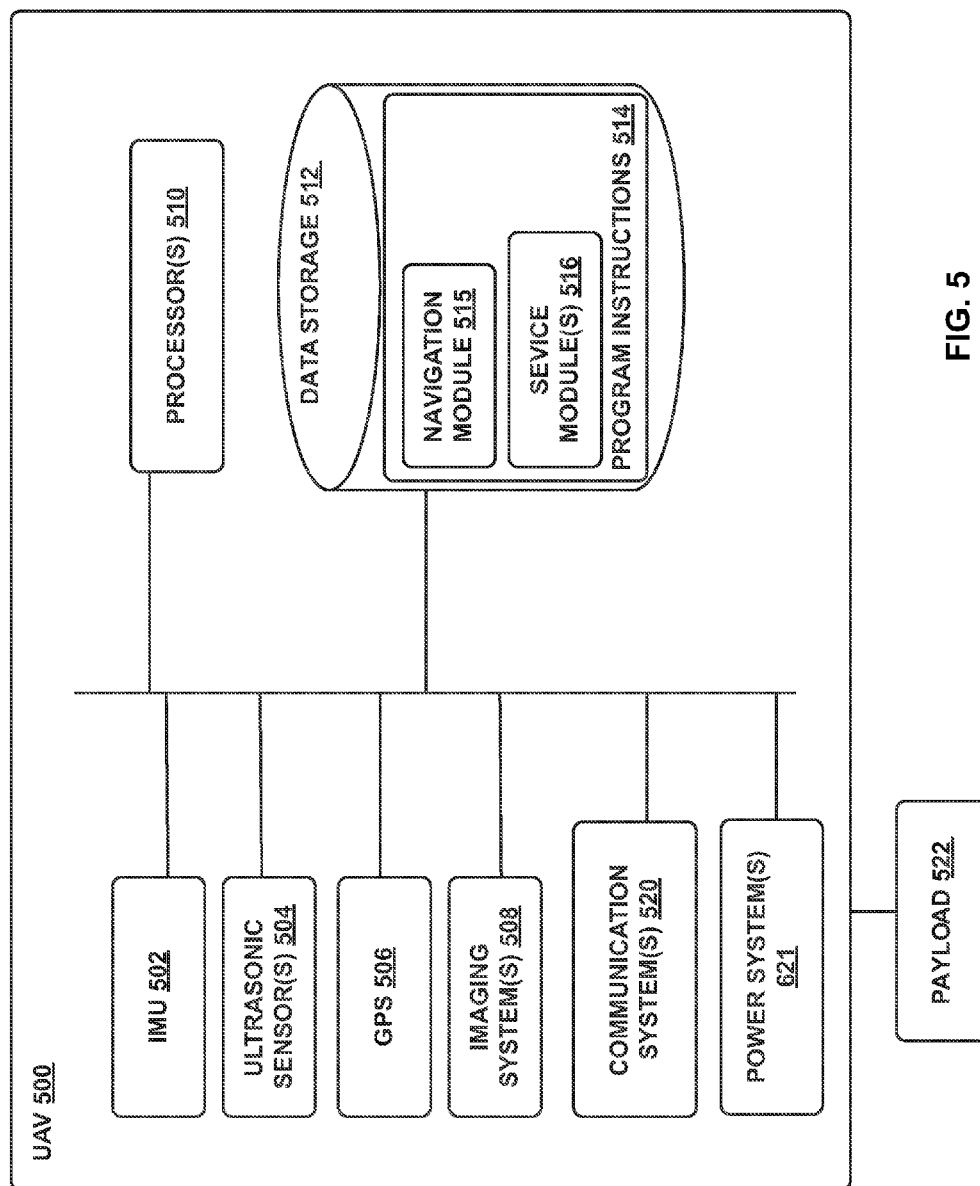 UAV 500
IMU 502
ULTRASONIC
SENSOR(S) 504
GPS 506
IMAGING
SYSTEM(S) 508
COMMUNICATION
SYSTEM(S) 520
POWER SYSTEM(S)
621
PROCESSOR(S) 510
DATA STORAGE 512
NAVIGATION
MODULE 515
SEVICE
MODULE(S) 516
PROGRAM INSTRUCTIONS 514
PAYLOAD 522
FIG. 5